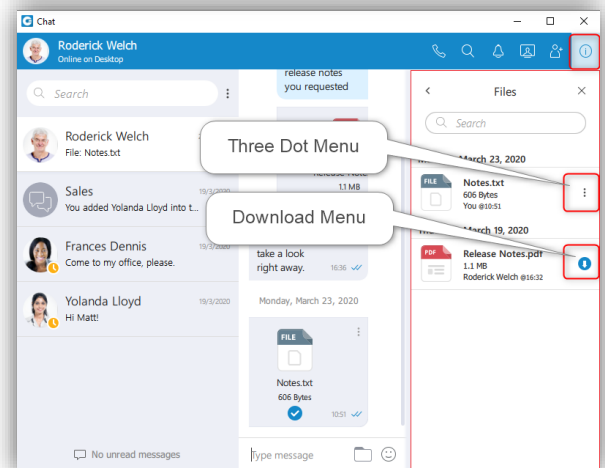 Chat
Roderick Welch
Online on Desktop
Search
Roderick Welch
File: Notes.txt
Sales
19/3/2020
You added Yolanda Lloyd into t...
Frances Dennis
19/3/2020
Come to my office, please.
Yolanda Lloyd
19/3/2020
Hi Matt!
No unread messages
release notes
you requested
1.1 MB
take a look
right away.
16:36
Monday, March 23, 2020
FILE
Notes.txt
606 Bytes
10:51
Type message
Three Dot Menu
Download Menu
Files
Search
March 23, 2020
FILE
Notes.txt
606 Bytes
You @10:51
March 19, 2020
PDF
Release Notes.pdf
1.1 MB
Roderick Welch @16:32